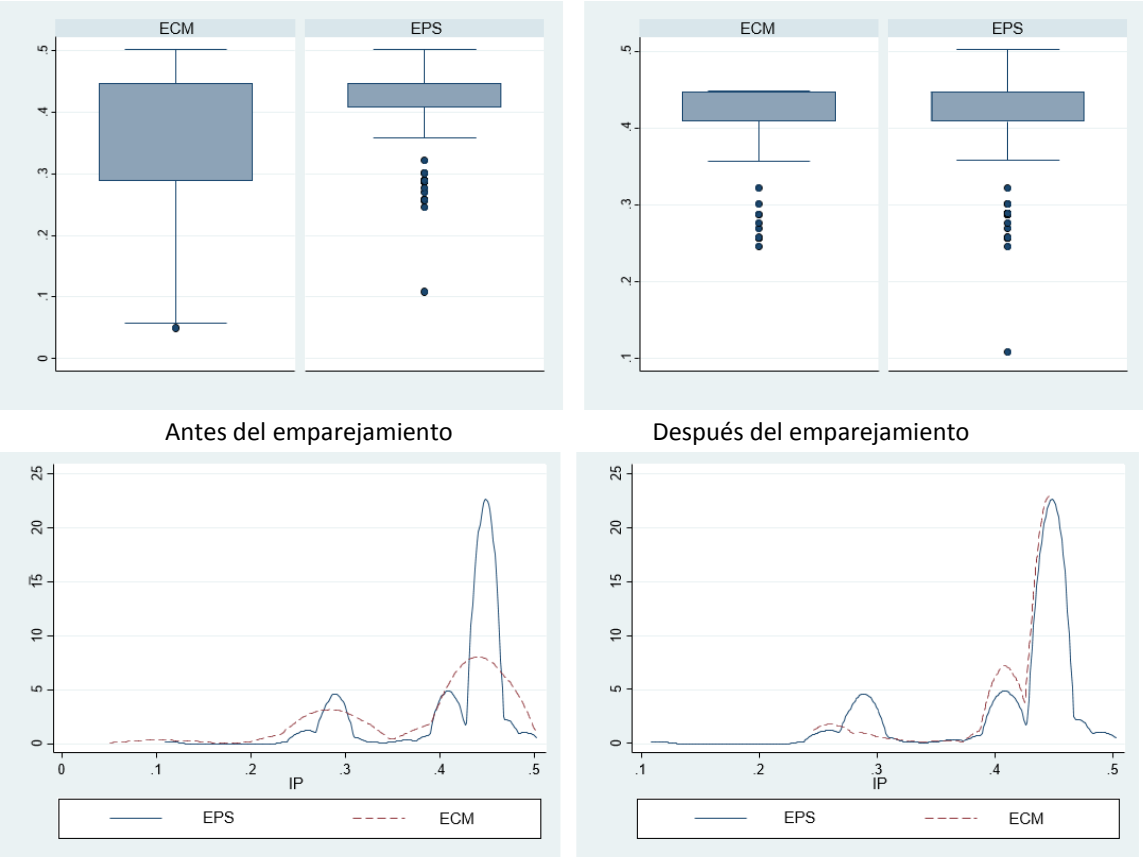 ECM EPS
.5
.4
.3
.2
.1
0
ECM EPS
.5
.4
.3
.2
.1
Antes del emparejamiento
Después del emparejamiento
25
20
15
10
5
0
0 .1 .2 .3 .4 .5
IP
EPS ECM
25
20
15
10
5
0
.1 .2 .3 .4 .5
IP
EPS ECM